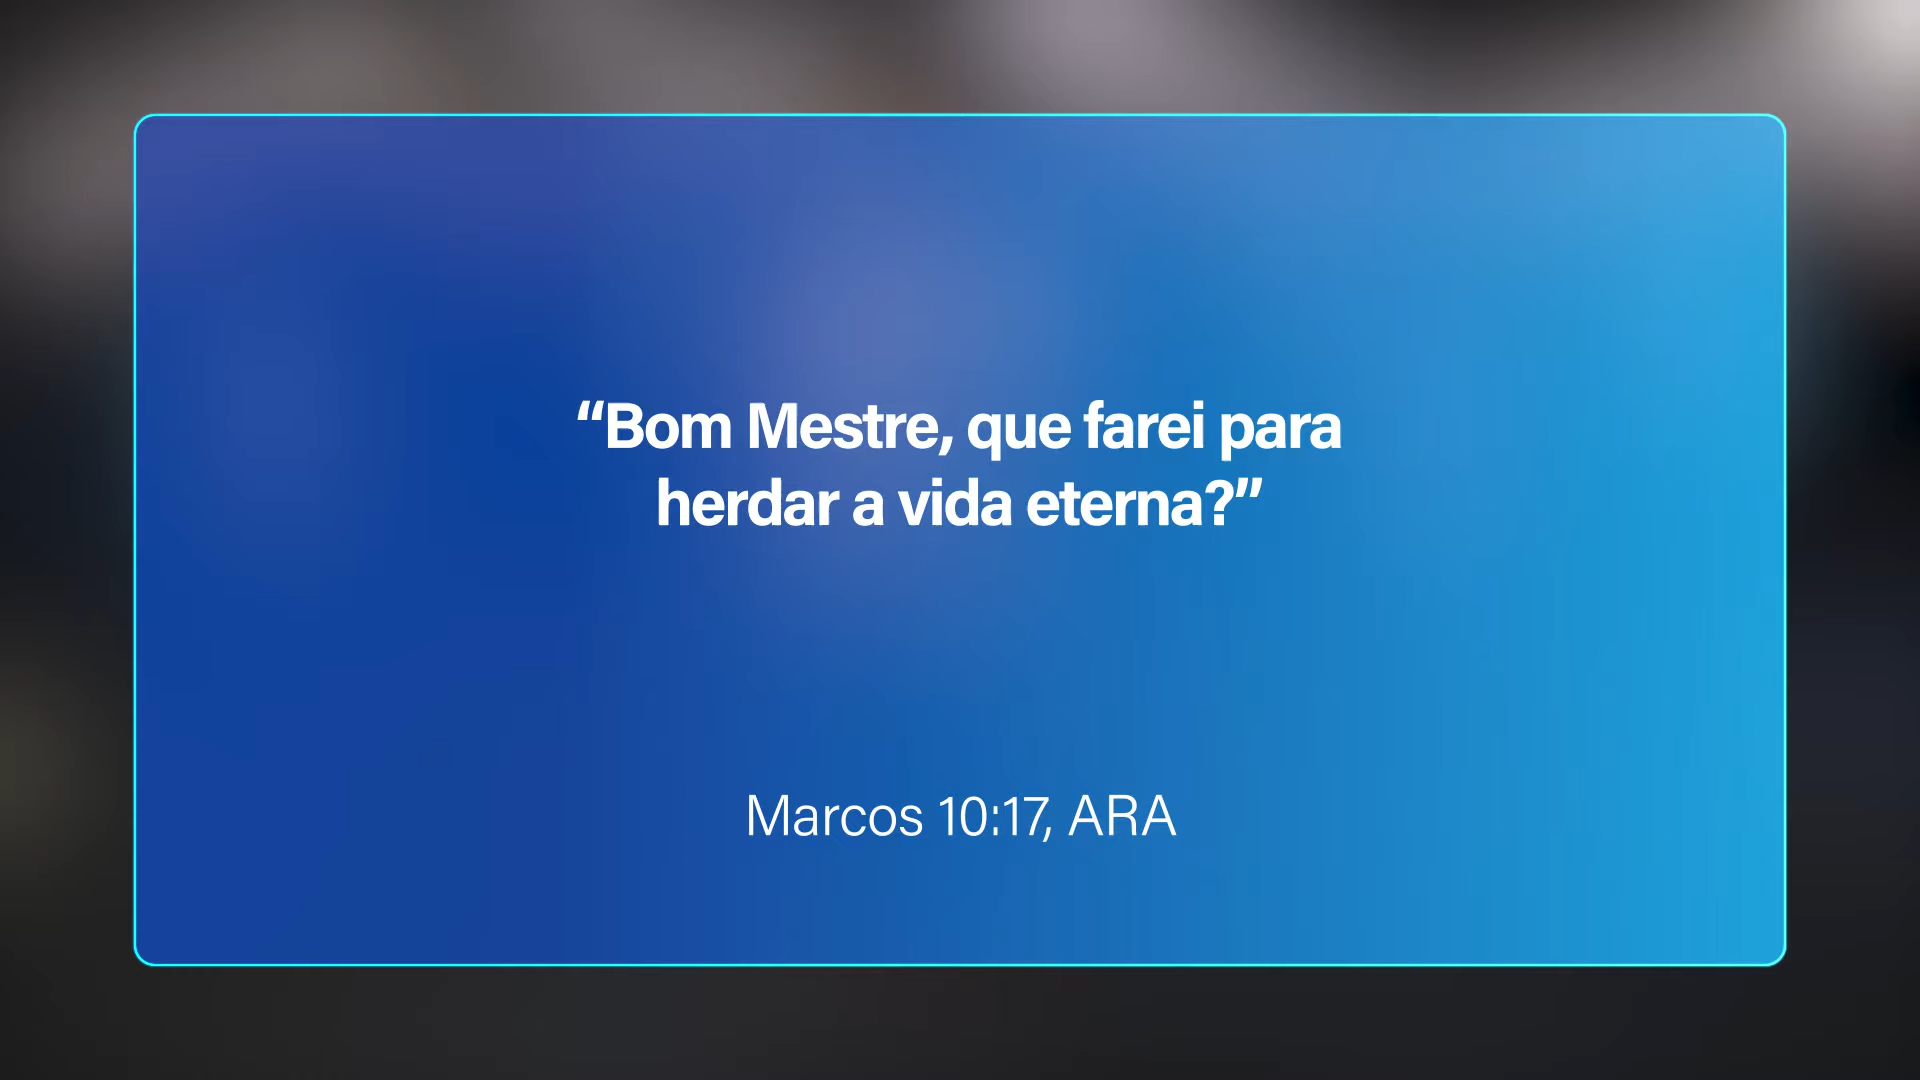 “Bom Mestre, que farei para
herdar a vida eterna?”
Marcos 10:17, ARA